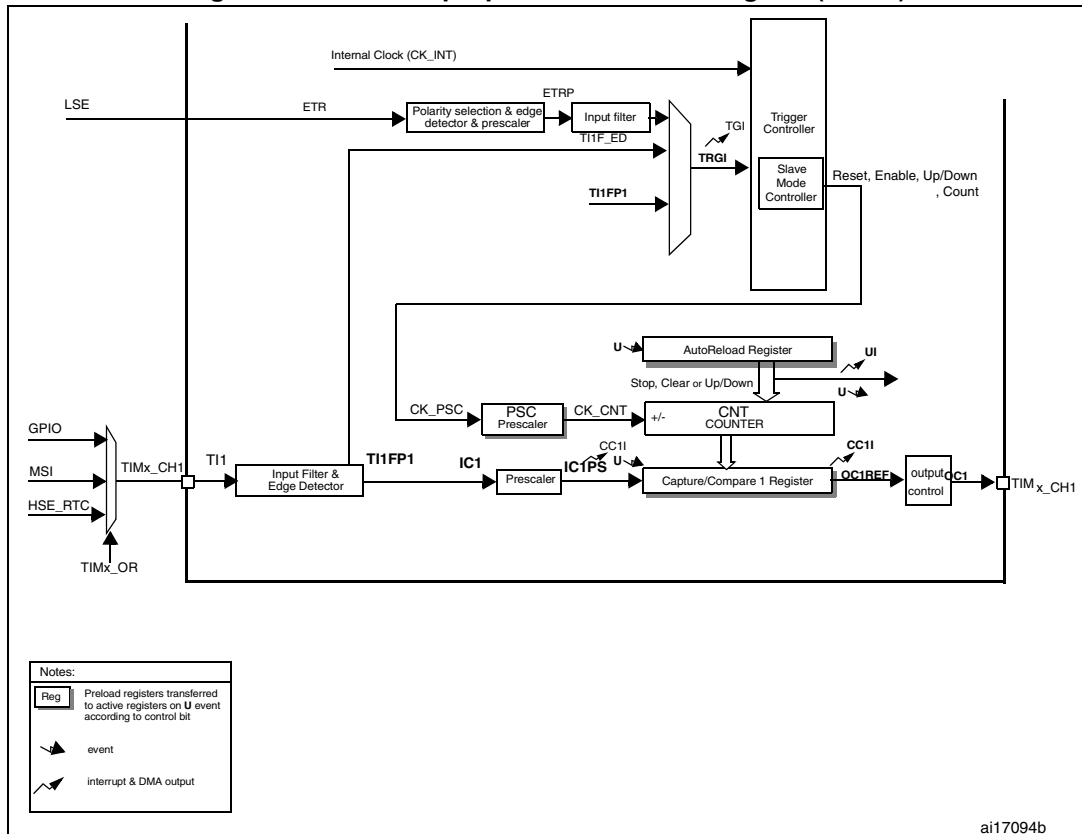 Internal Clock (CK_INT)
LSE
ETR
Polarity selection & edge
detector & prescaler
ETRP
Input filter
TI1F_ED
TI1FP1
TGI
TRGI
Trigger
Controller
Slave
Mode
Controller
Reset, Enable, Up/Down
, Count
U
AutoReload Register
UI
Stop, Clear or Up/Down
U
CK_PSC
PSC
Prescaler
CK_CNT
+/-
CNT
COUNTER
GPIO
MSI
HSE_RTC
TIMx_CH1
TIMx_OR
TI1
Input Filter &
Edge Detector
TI1FP1
IC1
Prescaler
CC1I
IC1PS
U
Capture/Compare 1 Register
CC1I
OC1REF
output
control
OC1
TIM x_CH1
Notes:
Reg
Preload registers transferred
to active registers on U event
according to control bit
event
interrupt & DMA output
ai17094b